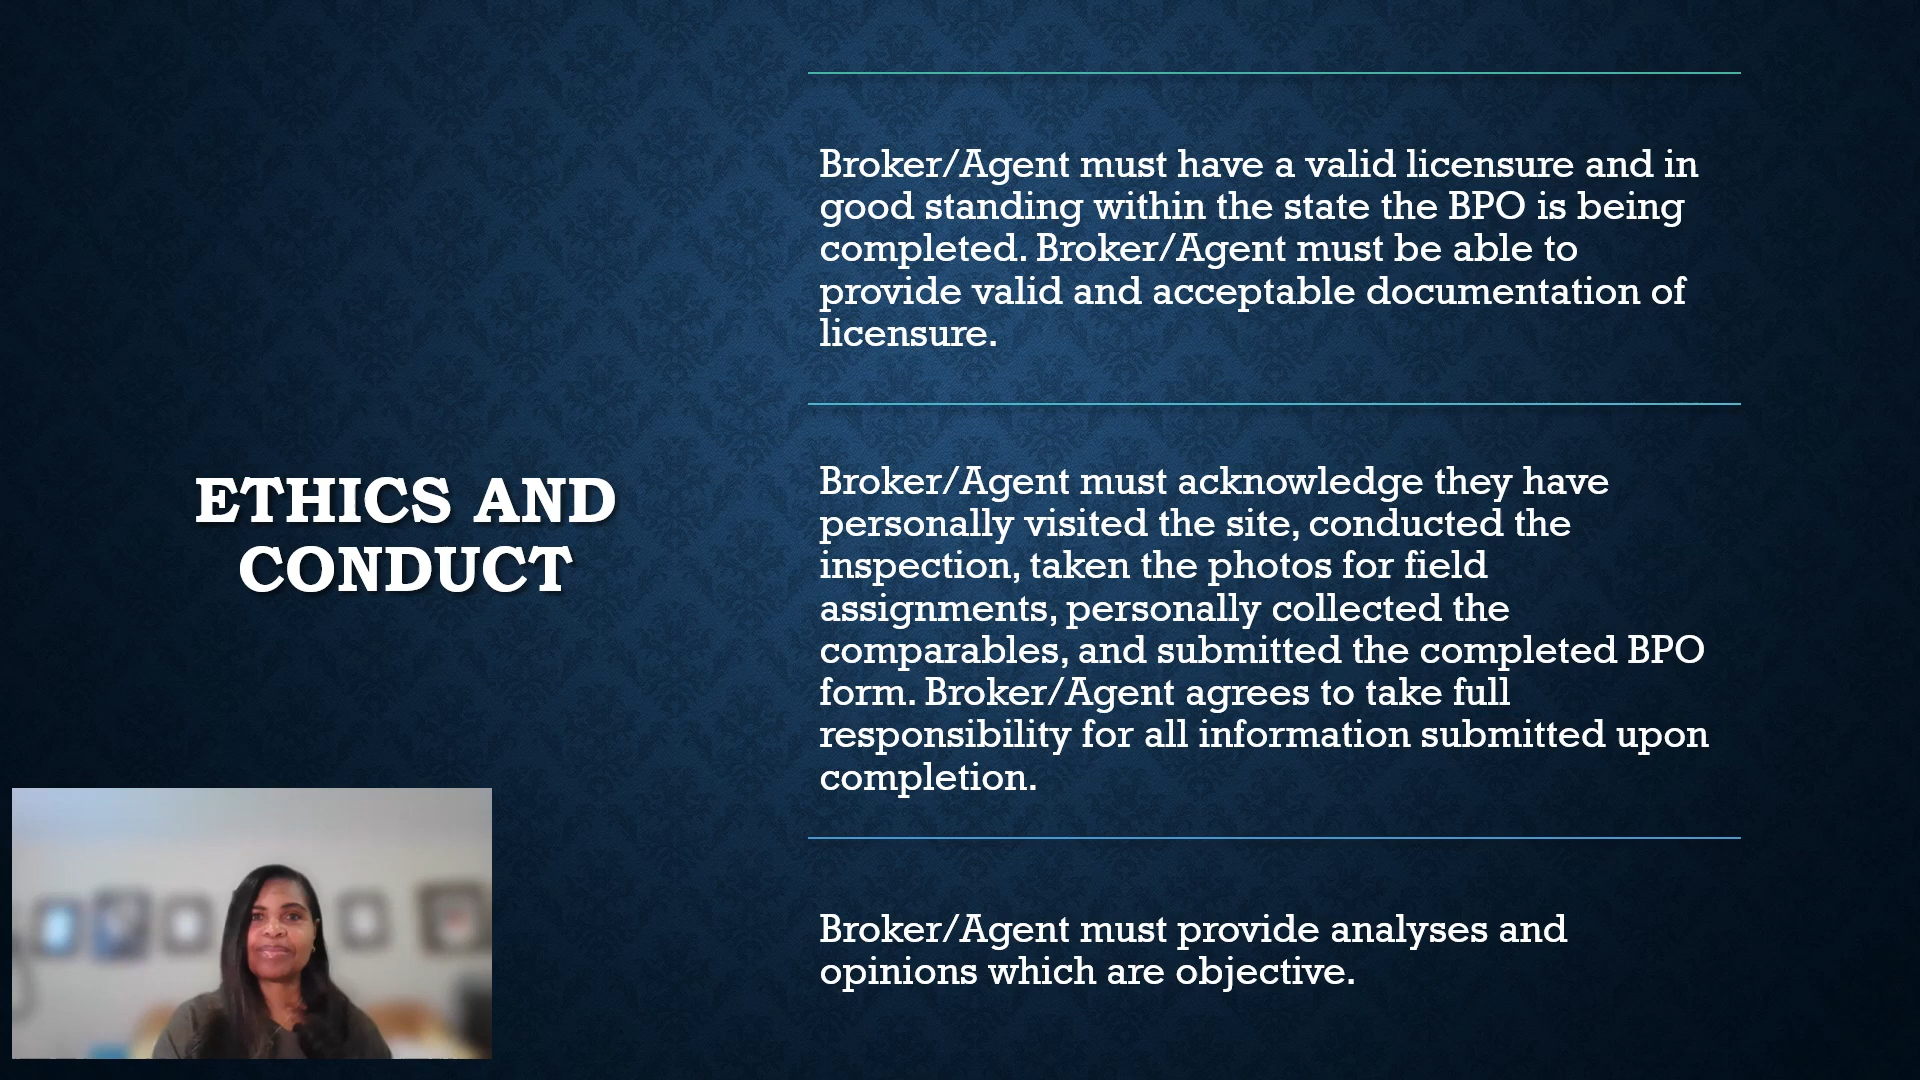 ETHICS AND
CONDUCT
Broker/Agent must have a valid licensure and in
good standing within the state the BPO is being
completed. Broker/Agent must be able to
provide valid and acceptable documentation of
licensure.
Broker/Agent must acknowledge they have
personally visited the site, conducted the
inspection, taken the photos for field
assignments, personally collected the
comparables, and submitted the completed BPO
form. Broker/Agent agrees to take full
responsibility for all information submitted upon
completion.
Broker/Agent must provide analyses and
opinions which are objective.